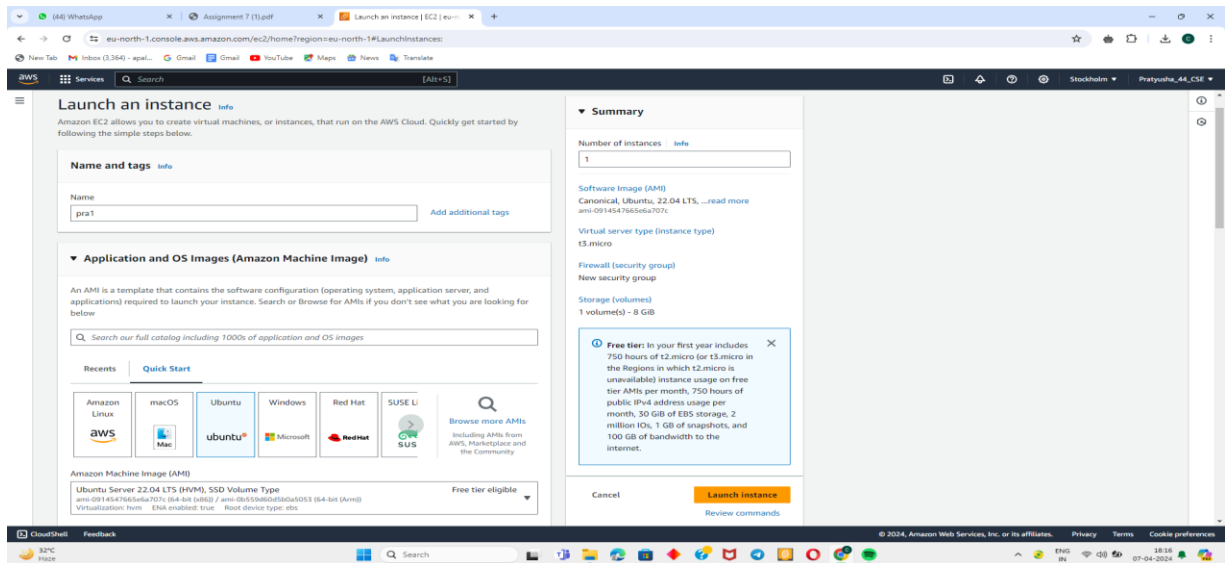 (44) WhatsApp
Assignment 7 (1).pdf
Launch an instance | EC2 | eu-n
eu-north-1.console.aws.amazon.com/ec2/home?region=eu-north-1#LaunchInstances:
New Tab
Inbox (3,364) - apal...
Gmail
Gmail
YouTube
Maps
News
Translate
aws
Services
Search
[Alt+S]
Stockholm
Pratyusha_44_CSE
Launch an instance Info
Amazon EC2 allows you to create virtual machines, or instances, that run on the AWS Cloud. Quickly get started by
following the simple steps below.
Name and tags Info
Name
pra1
Add additional tags
Application and OS Images (Amazon Machine Image) Info
An AMI is a template that contains the software configuration (operating system, application server, and
applications) required to launch your instance. Search or Browse for AMIs if you don't see what you are looking for
below
Search our full catalog including 1000s of application and OS images
Recents
Quick Start
Amazon
Linux
aws
macOS
Mac
Ubuntu
ubuntu
Windows
Microsoft
Red Hat
Red Hat
SUSE Li
SUS
Browse more AMIs
Including AMIs from
AWS, Marketplace and
the Community
Amazon Machine Image (AMI)
Ubuntu Server 22.04 LTS (HVM), SSD Volume Type
Free tier eligible
ami-0914547665e6a707c (64-bit (x86)) / ami-0b559d60d5b0a5053 (64-bit (Arm))
Virtualization: hvm ENA enabled: true Root device type: ebs
Summary
Number of instances Info
1
Software Image (AMI)
Canonical, Ubuntu, 22.04 LTS, ...read more
ami-0914547665e6a707c
Virtual server type (instance type)
t3.micro
Firewall (security group)
New security group
Storage (volumes)
1 volume(s) - 8 GiB
Free tier: In your first year includes
750 hours of t2.micro (or t3.micro in
the Regions in which t2.micro is
unavailable) instance usage on free
tier AMIs per month, 750 hours of
public IPv4 address usage per
month, 30 GiB of EBS storage, 2
million IOs, 1 GB of snapshots, and
100 GB of bandwidth to the
internet.
Cancel
Launch instance
Review commands
CloudShell
Feedback
© 2024, Amazon Web Services, Inc. or its affiliates.
Privacy
Terms
Cookie preferences
32°C
Haze
Search
ENG
IN
18:16
07-04-2024